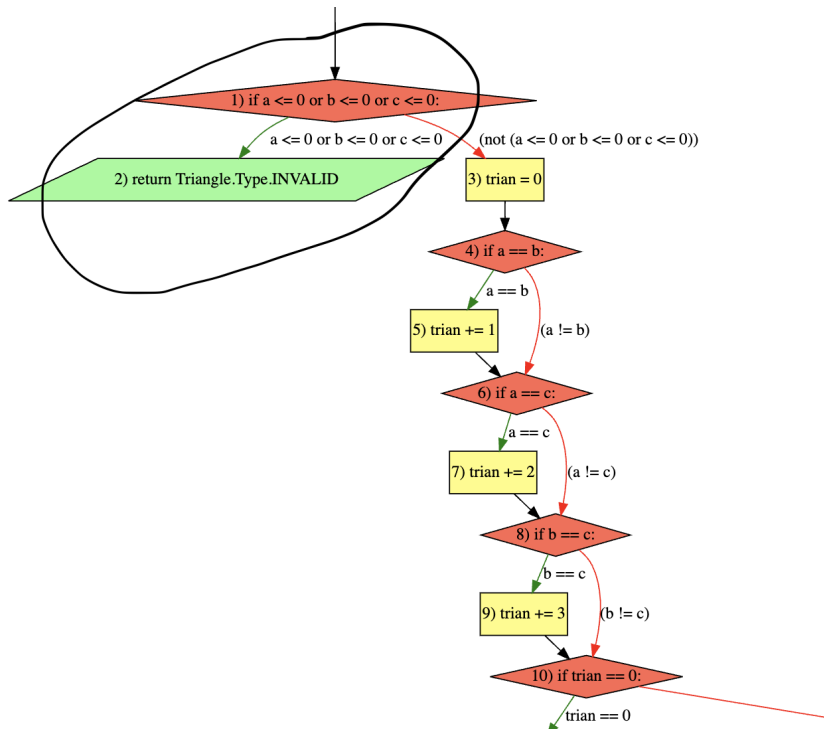 1) if a <= 0 or b <= 0 or c <= 0:
a <= 0 or b <= 0 or c <= 0
(not (a <= 0 or b <= 0 or c <= 0))
2) return Triangle.Type.INVALID
3) trian = 0
4) if a == b:
a == b
5) trian += 1
(a != b)
6) if a == c:
a == c
7) trian += 2
(a != c)
8) if b == c:
b == c
9) trian += 3
(b != c)
10) if trian == 0:
trian == 0